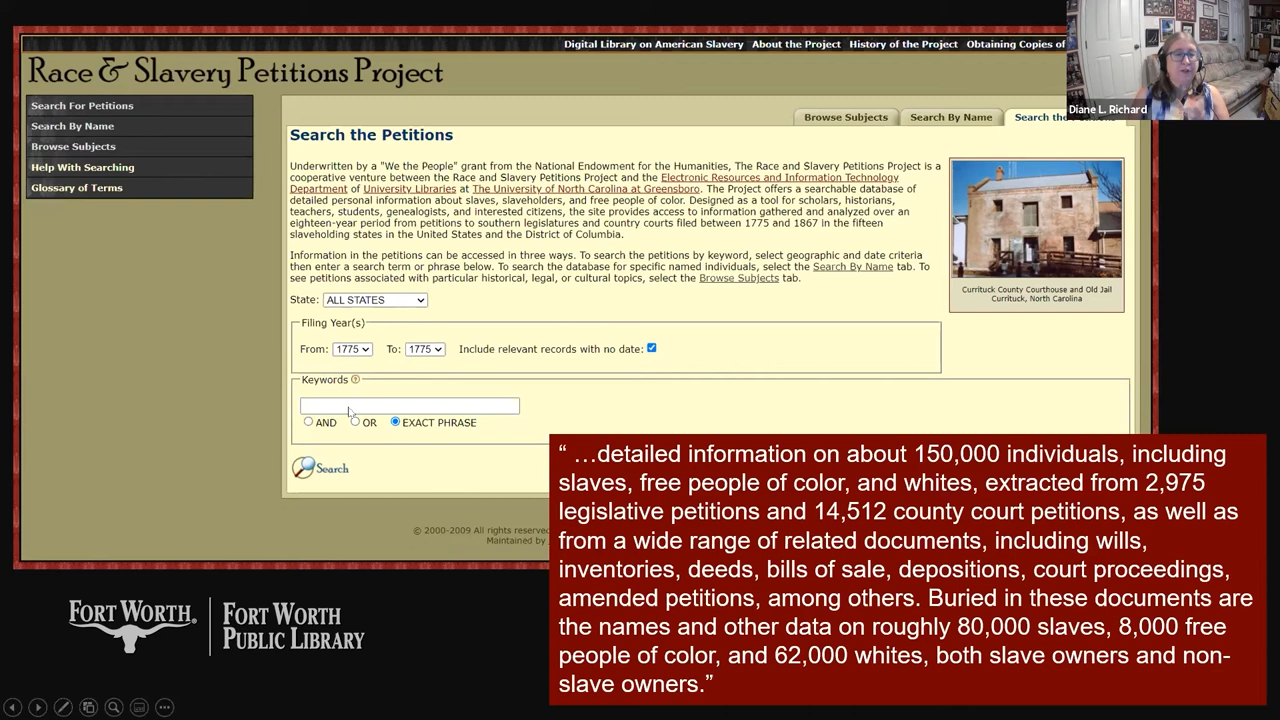 Digital Library on American Slavery About the Project History of the Project Obtaining Copies of
Race & Slavery Petitions Project
Diane L. Richard
Search For Petitions
Search By Name
Browse Subjects
Help With Searching
Glossary of Terms
Browse Subjects Search By Name Search the
Search the Petitions
Underwritten by a "We the People" grant from the National Endowment for the Humanities, The Race and Slavery Petitions Project is a
cooperative venture between the Race and Slavery Petitions Project and the Electronic Resources and Information Technology
Department of University Libraries at The University of North Carolina at Greensboro. The Project offers a searchable database of
detailed personal information about slaves, slaveholders, and free people of color. Designed as a tool for scholars, historians,
teachers, students, genealogists, and interested citizens, the site provides access to information gathered and analyzed over an
eighteen-year period from petitions to southern legislatures and country courts filed between 1775 and 1867 in the fifteen
slaveholding states in the United States and the District of Columbia.
Information in the petitions can be accessed in three ways. To search the petitions by keyword, select geographic and date criteria
then enter a search term or phrase below. To search the database for specific named individuals, select the Search By Name tab. To
see petitions associated with particular historical, legal, or cultural topics, select the Browse Subjects tab.
Currituck County Courthouse and Old Jail
Currituck, North Carolina
State: ALL STATES
Filing Year(s)
From: 1775 To: 1775 Include relevant records with no date:
Keywords
AND OR EXACT PHRASE
Search
© 2000-2009 All rights reserved
Maintained by
“ …detailed information on about 150,000 individuals, including
slaves, free people of color, and whites, extracted from 2,975
legislative petitions and 14,512 county court petitions, as well as
from a wide range of related documents, including wills,
inventories, deeds, bills of sale, depositions, court proceedings,
amended petitions, among others. Buried in these documents are
the names and other data on roughly 80,000 slaves, 8,000 free
people of color, and 62,000 whites, both slave owners and non-
slave owners.”
FORT WORTH®
FORT WORTH
PUBLIC LIBRARY